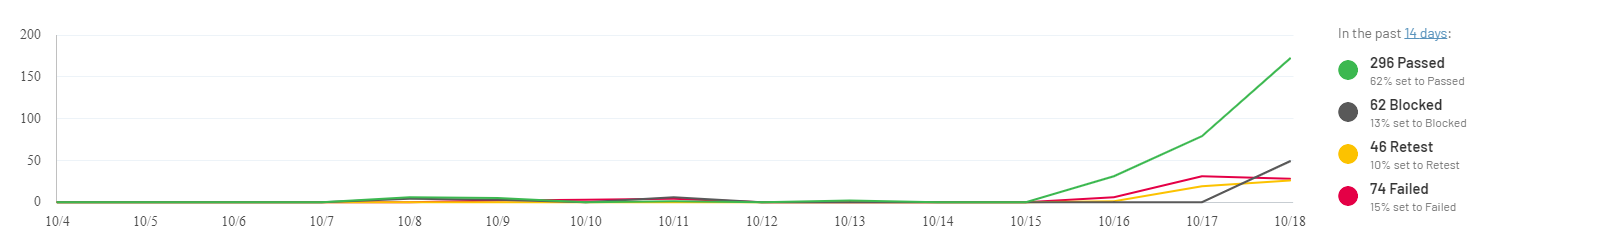 200
150
100
50
0
10/4 10/5 10/6 10/7 10/8 10/9 10/10 10/11 10/12 10/13 10/14 10/15 10/16 10/17 10/18
In the past 14 days:
296 Passed
62% set to Passed
62 Blocked
13% set to Blocked
46 Retest
10% set to Retest
74 Failed
15% set to Failed